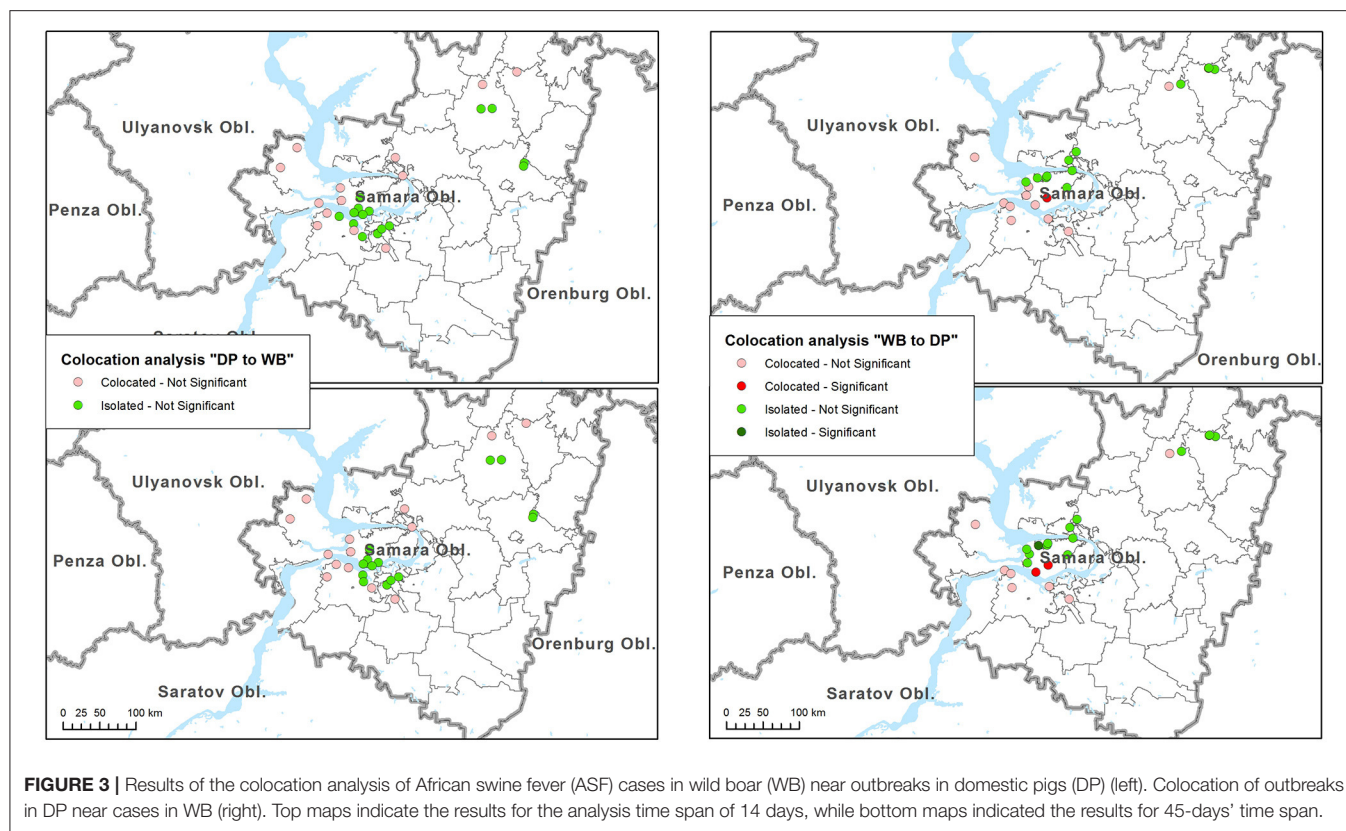 Ulyanovsk Obl.
Penza Obl.
Samara Obl.
Orenburg Obl.
Colocation analysis "DP to WB"
Colocated - Not Significant
Isolated - Not Significant
Ulyanovsk Obl.
Penza Obl.
Samara Obl.
Orenburg Obl.
Saratov Obl.
0 25 50 100 km
Ulyanovsk Obl.
Samara Obl.
Penza Obl.
Orenburg Obl.
Colocation analysis "WB to DP"
Colocated - Not Significant
Colocated - Significant
Isolated - Not Significant
Isolated - Significant
Ulyanovsk Obl.
Samara Obl.
Penza Obl.
Orenburg Obl.
Saratov Obl.
0 25 50 100 km
FIGURE 3 | Results of the colocation analysis of African swine fever (ASF) cases in wild boar (WB) near outbreaks in domestic pigs (DP) (left). Colocation of outbreaks
in DP near cases in WB (right). Top maps indicate the results for the analysis time span of 14 days, while bottom maps indicated the results for 45-days' time span.